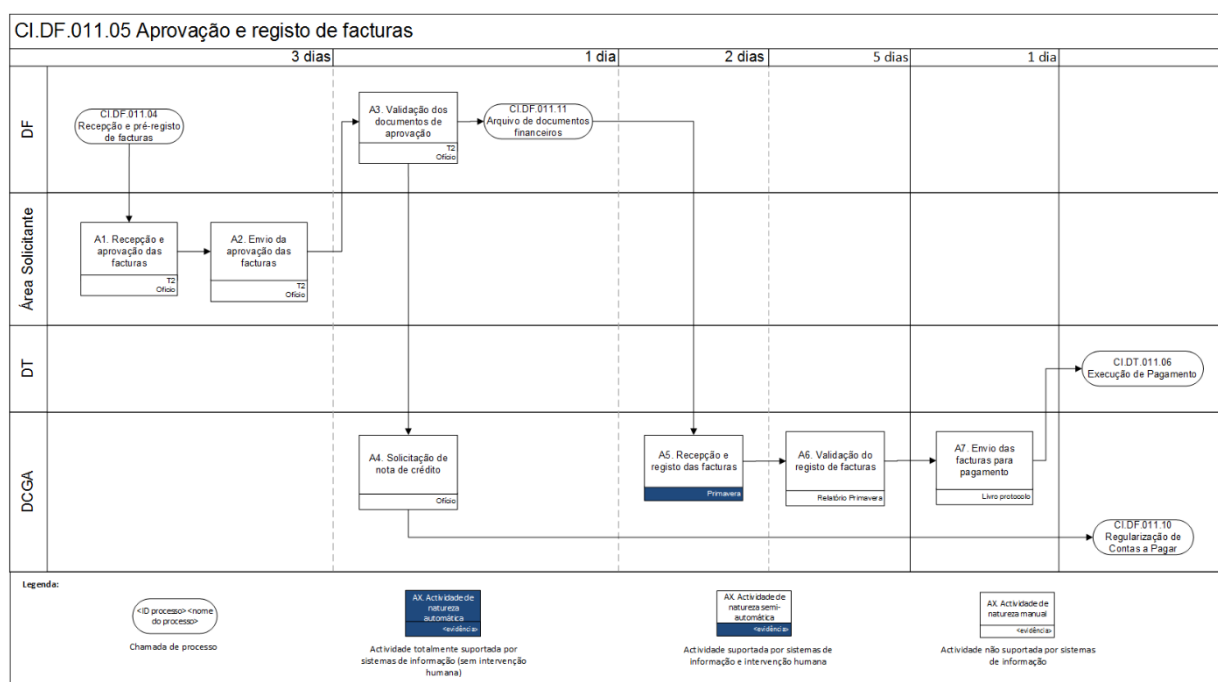 CI.DF.011.05 Aprovação e registo de facturas
3 dias
1 dia
2 dias
5 dias
1 dia
DF
CI.DF.011.04
Recepção e pré-registo
de facturas
A3. Validação dos
documentos de
aprovação
T2
Ofício
CI.DF.011.11
Arquivo de documentos
financeiros
Área Solicitante
A1. Recepção e
aprovação das
facturas
T2
Ofício
A2. Envio da
aprovação das
facturas
T2
Ofício
DT
CI.DT.011.06
Execução de Pagamento
DCGA
A4. Solicitação de
nota de crédito
Ofício
A5. Recepção e
registo das facturas
Primavera
A6. Validação do
registo de facturas
Relatório Primavera
A7. Envio das
facturas para
pagamento
Livro protocolo
CI.DF.011.10
Regularização de
Contas a Pagar
Legenda:
<ID processo> <nome
do processo>
Chamada de processo
AX. Actividade de
natureza
automática
<evidência>
Actividade totalmente suportada por
sistemas de informação (sem intervenção
humana)
AX. Actividade de
natureza semi-
automática
<evidência>
Actividade suportada por sistemas de
informação e intervenção humana
AX. Actividade de
natureza manual
<evidência>
Actividade não suportada por sistemas
de informação